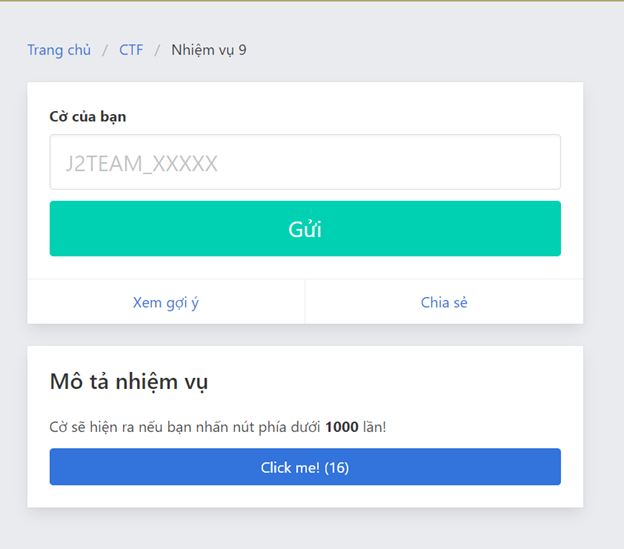 Trang chủ / CTF / Nhiệm vụ 9
Cờ của bạn
J2TEAM_XXXXX
Gửi
Xem gợi ý Chia sẻ
Mô tả nhiệm vụ
Cờ sẽ hiện ra nếu bạn nhấn nút phía dưới 1000 lần!
Click me! (16)